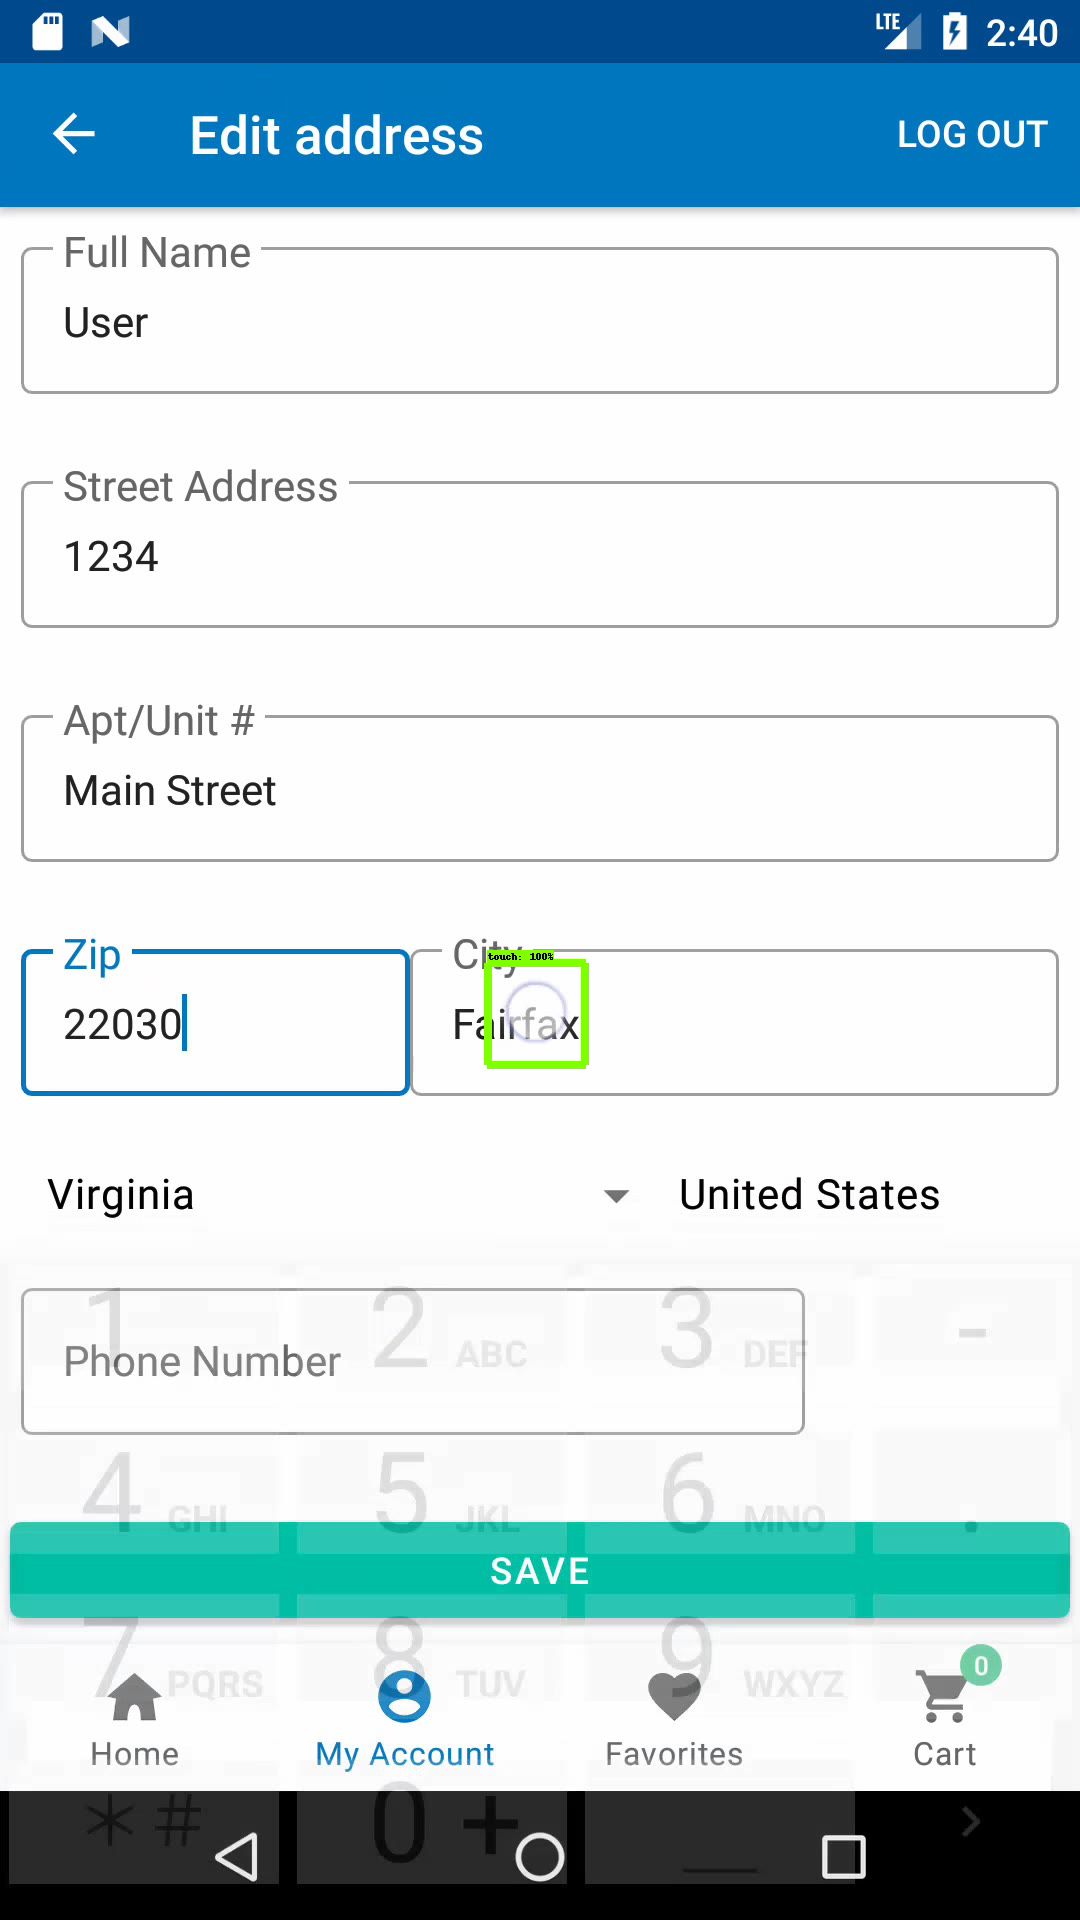 LTE 2:40
Edit address LOG OUT
Full Name
User
Street Address
1234
Apt/Unit #
Main Street
Zip City
touch: 100%
22030 Fairfax
Virginia United States
1 2 ABC 3 DEF -
Phone Number
4 GHI 5 JKL 6 MNO .
SAVE
7 PQRS 8 TUV 9 WXYZ
0
Home My Account Favorites Cart
* # 0 + _